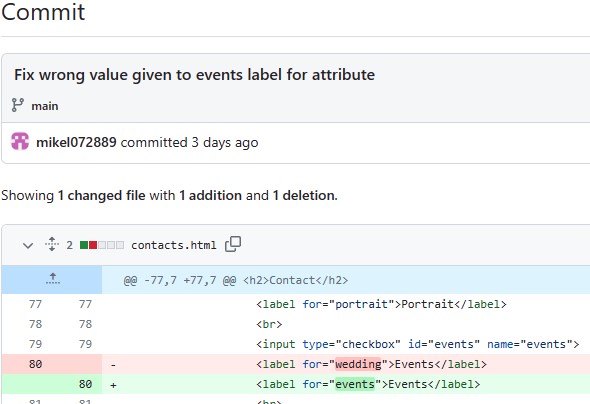 Commit
Fix wrong value given to events label for attribute
main
mikel072889 committed 3 days ago
Showing 1 changed file with 1 addition and 1 deletion.
2 contacts.html
@@ -77,7 +77,7 @@ <h2>Contact</h2>
77 77 <label for="portrait">Portrait</label>
78 78 <br>
79 79 <input type="checkbox" id="events" name="events">
80 - <label for="wedding">Events</label>
80 + <label for="events">Events</label>
81 81 <br>